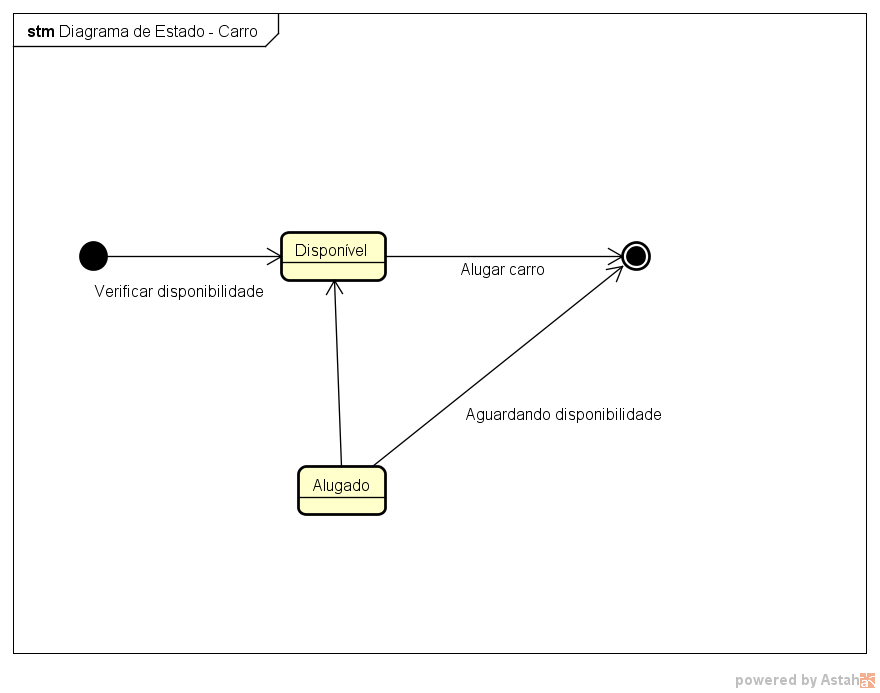 stm Diagrama de Estado - Carro
Disponível
Alugar carro
Verificar disponibilidade
Aguardando disponibilidade
Alugado
powered by Astah